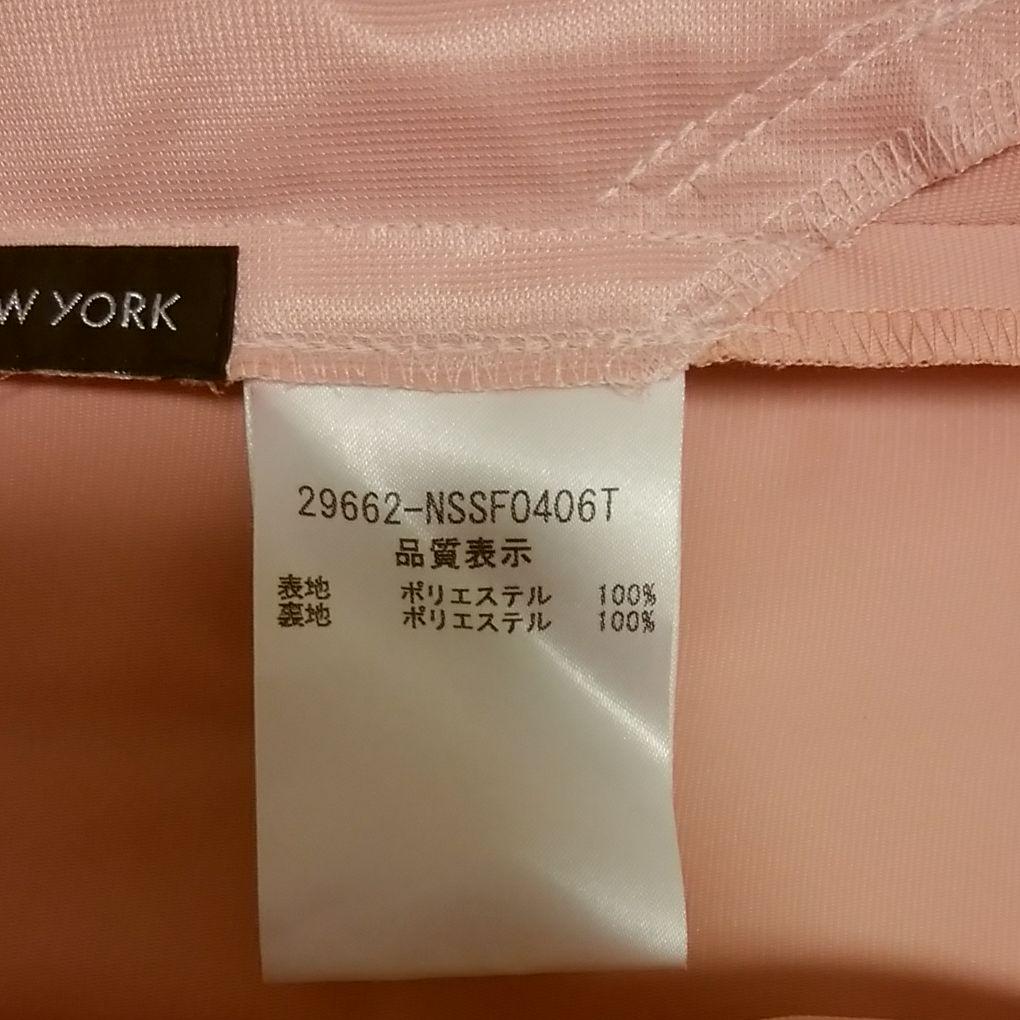 W YORK
29662-NSSF0406T
品質表示
表地 ポリエステル 100%
裏地 ポリエステル 100%